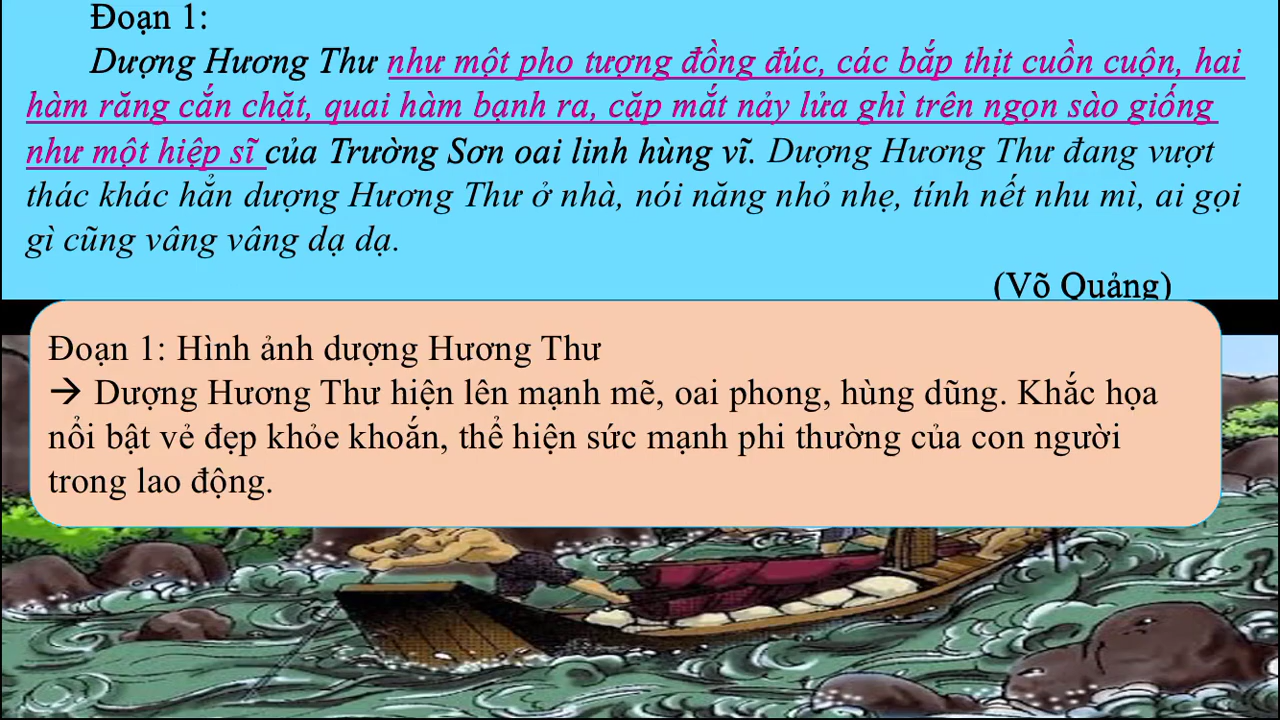 Đoạn 1:
Dượng Hương Thư như một pho tượng đồng đúc, các bắp thịt cuồn cuộn, hai
hàm răng cắn chặt, quai hàm bạnh ra, cặp mắt nảy lửa ghì trên ngọn sào giống
như một hiệp sĩ của Trường Sơn oai linh hùng vĩ. Dượng Hương Thư đang vượt
thác khác hẳn dượng Hương Thư ở nhà, nói năng nhỏ nhẹ, tính nết nhu mì, ai gọi
gì cũng vâng vâng dạ dạ.
(Võ Quảng)
Đoạn 1: Hình ảnh dượng Hương Thư
→ Dượng Hương Thư hiện lên mạnh mẽ, oai phong, hùng dũng. Khắc họa
nổi bật vẻ đẹp khỏe khoắn, thể hiện sức mạnh phi thường của con người
trong lao động.